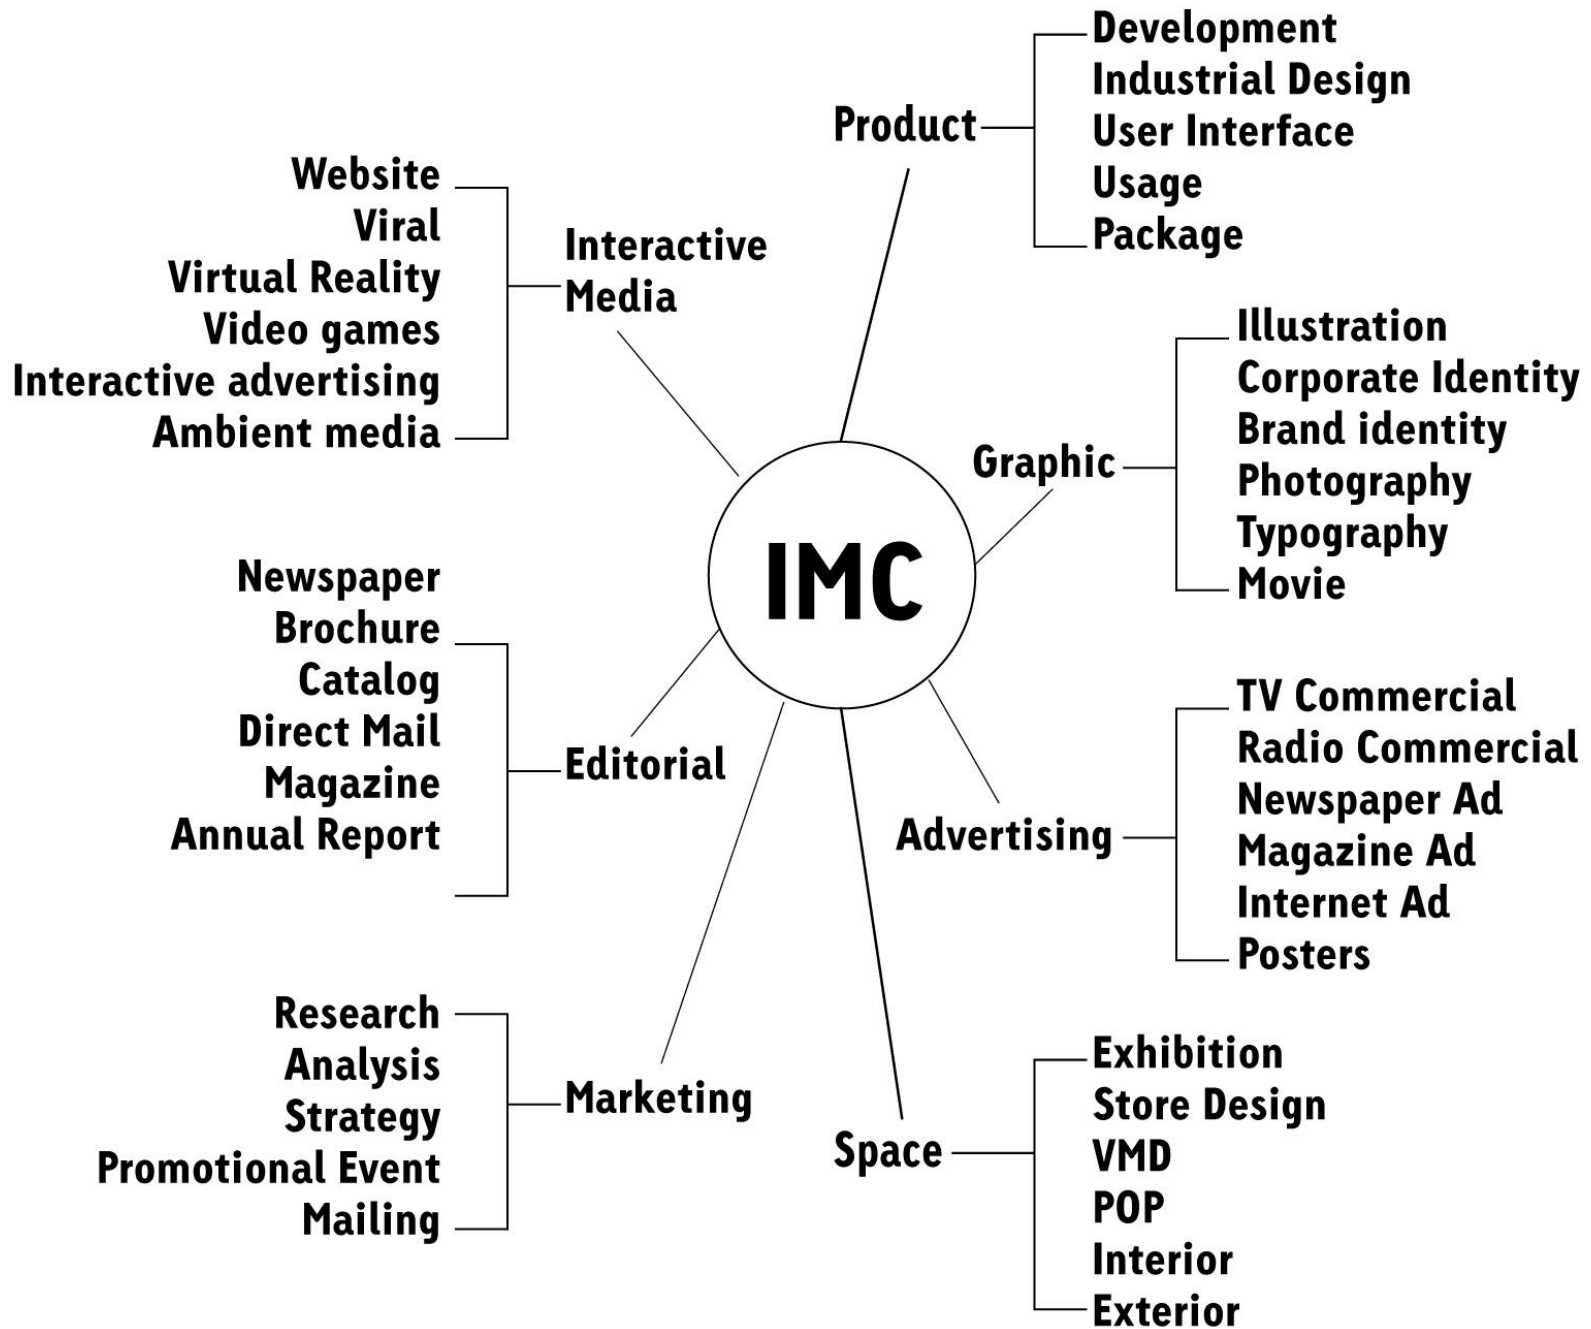 IMC
Product
Development
Industrial Design
User Interface
Usage
Package
Graphic
Illustration
Corporate Identity
Brand identity
Photography
Typography
Movie
Advertising
TV Commercial
Radio Commercial
Newspaper Ad
Magazine Ad
Internet Ad
Posters
Space
Exhibition
Store Design
VMD
POP
Interior
Exterior
Marketing
Research
Analysis
Strategy
Promotional Event
Mailing
Editorial
Newspaper
Brochure
Catalog
Direct Mail
Magazine
Annual Report
Interactive
Media
Website
Viral
Virtual Reality
Video games
Interactive advertising
Ambient media